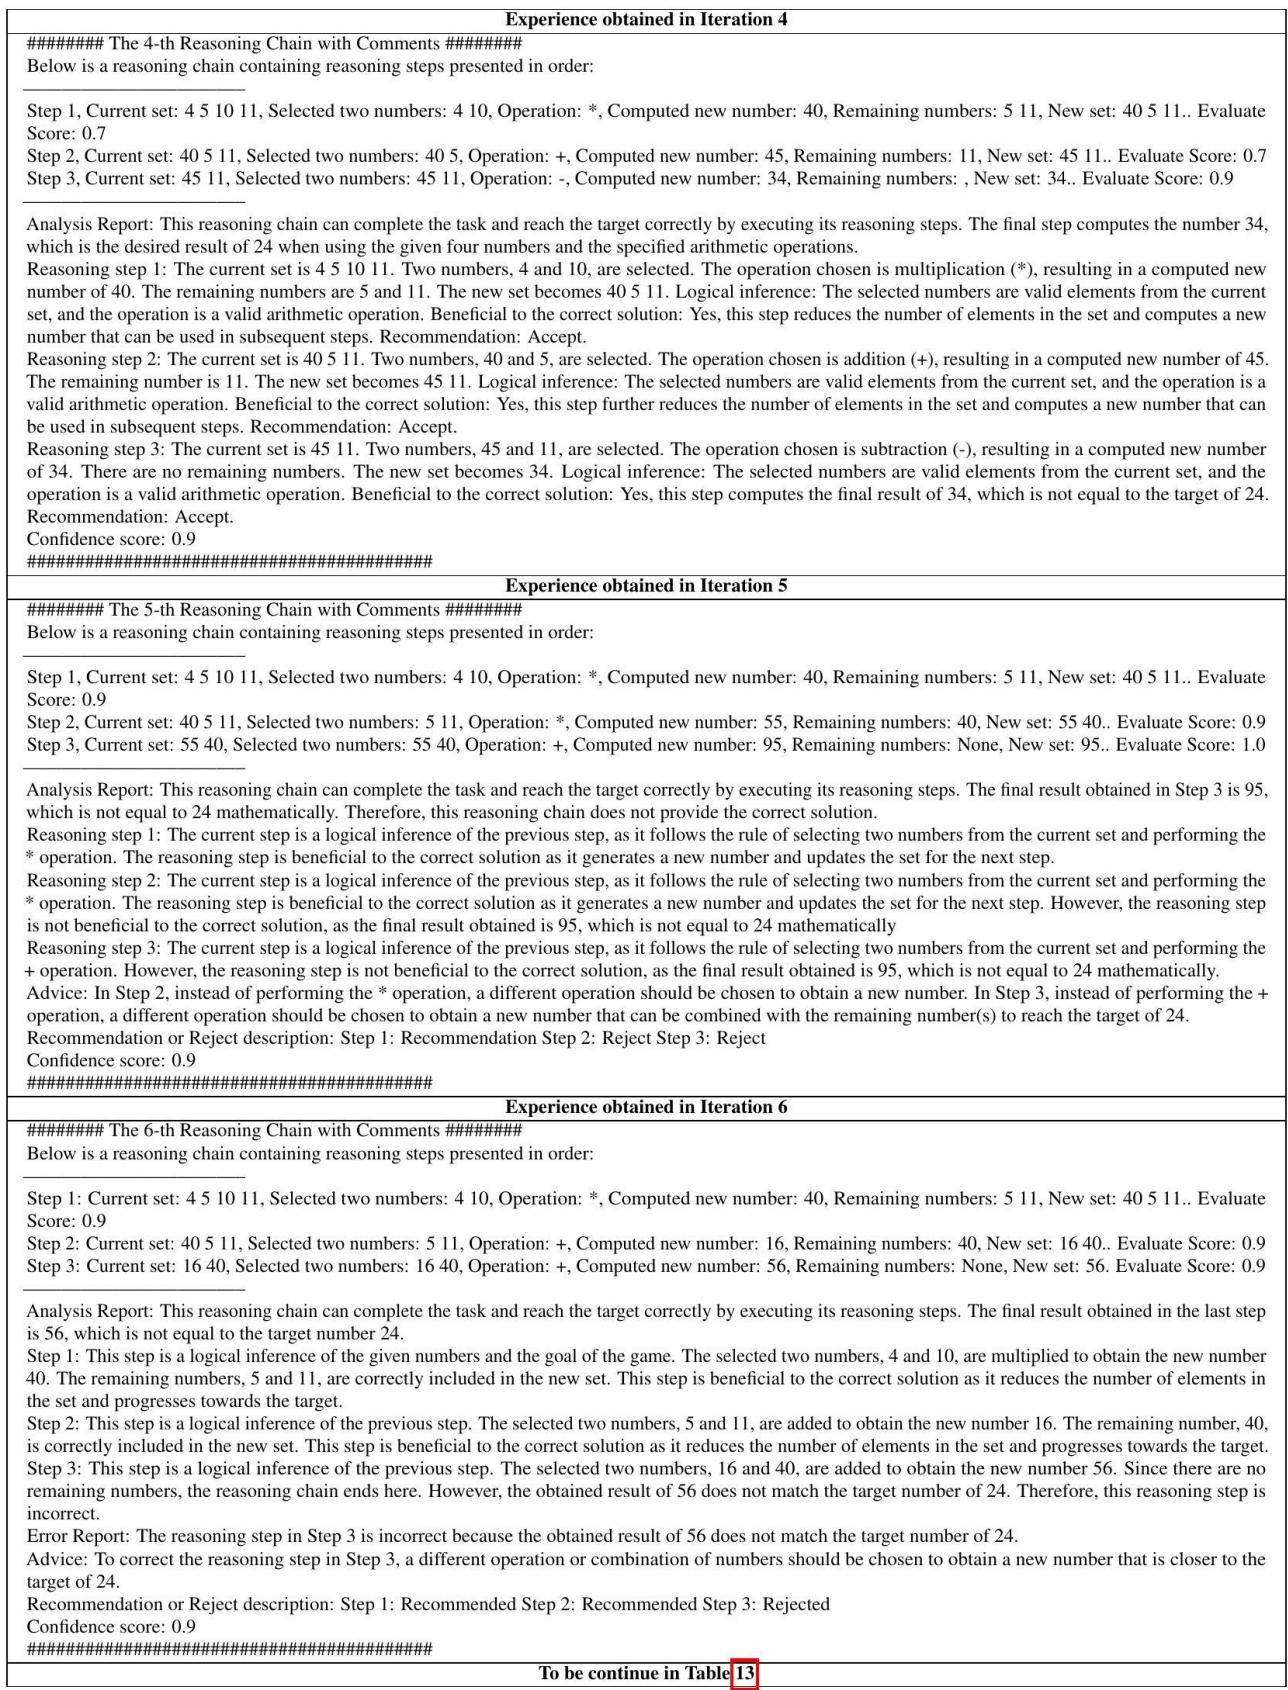 Experience obtained in Iteration 4
######## The 4-th Reasoning Chain with Comments ########
Below is a reasoning chain containing reasoning steps presented in order:
Step 1, Current set: 4 5 10 11, Selected two numbers: 4 10, Operation: *, Computed new number: 40, Remaining numbers: 5 11, New set: 40 5 11.. Evaluate
Score: 0.7
Step 2, Current set: 40 5 11, Selected two numbers: 40 5, Operation: +, Computed new number: 45, Remaining numbers: 11, New set: 45 11.. Evaluate Score: 0.7
Step 3, Current set: 45 11, Selected two numbers: 45 11, Operation: -, Computed new number: 34, Remaining numbers: , New set: 34.. Evaluate Score: 0.9
Analysis Report: This reasoning chain can complete the task and reach the target correctly by executing its reasoning steps. The final step computes the number 34,
which is the desired result of 24 when using the given four numbers and the specified arithmetic operations.
Reasoning step 1: The current set is 4 5 10 11. Two numbers, 4 and 10, are selected. The operation chosen is multiplication (*), resulting in a computed new
number of 40. The remaining numbers are 5 and 11. The new set becomes 40 5 11. Logical inference: The selected numbers are valid elements from the current
set, and the operation is a valid arithmetic operation. Beneficial to the correct solution: Yes, this step reduces the number of elements in the set and computes a new
number that can be used in subsequent steps. Recommendation: Accept.
Reasoning step 2: The current set is 40 5 11. Two numbers, 40 and 5, are selected. The operation chosen is addition (+), resulting in a computed new number of 45.
The remaining number is 11. The new set becomes 45 11. Logical inference: The selected numbers are valid elements from the current set, and the operation is a
valid arithmetic operation. Beneficial to the correct solution: Yes, this step further reduces the number of elements in the set and computes a new number that can
be used in subsequent steps. Recommendation: Accept.
Reasoning step 3: The current set is 45 11. Two numbers, 45 and 11, are selected. The operation chosen is subtraction (-), resulting in a computed new number
of 34. There are no remaining numbers. The new set becomes 34. Logical inference: The selected numbers are valid elements from the current set, and the
operation is a valid arithmetic operation. Beneficial to the correct solution: Yes, this step computes the final result of 34, which is not equal to the target of 24.
Recommendation: Accept.
Confidence score: 0.9
##########################################
Experience obtained in Iteration 5
######## The 5-th Reasoning Chain with Comments ########
Below is a reasoning chain containing reasoning steps presented in order:
Step 1, Current set: 4 5 10 11, Selected two numbers: 4 10, Operation: *, Computed new number: 40, Remaining numbers: 5 11, New set: 40 5 11.. Evaluate
Score: 0.9
Step 2, Current set: 40 5 11, Selected two numbers: 5 11, Operation: *, Computed new number: 55, Remaining numbers: 40, New set: 55 40.. Evaluate Score: 0.9
Step 3, Current set: 55 40, Selected two numbers: 55 40, Operation: +, Computed new number: 95, Remaining numbers: None, New set: 95.. Evaluate Score: 1.0
Analysis Report: This reasoning chain can complete the task and reach the target correctly by executing its reasoning steps. The final result obtained in Step 3 is 95,
which is not equal to 24 mathematically. Therefore, this reasoning chain does not provide the correct solution.
Reasoning step 1: The current step is a logical inference of the previous step, as it follows the rule of selecting two numbers from the current set and performing the
* operation. The reasoning step is beneficial to the correct solution as it generates a new number and updates the set for the next step.
Reasoning step 2: The current step is a logical inference of the previous step, as it follows the rule of selecting two numbers from the current set and performing the
* operation. The reasoning step is beneficial to the correct solution as it generates a new number and updates the set for the next step. However, the reasoning step
is not beneficial to the correct solution, as the final result obtained is 95, which is not equal to 24 mathematically
Reasoning step 3: The current step is a logical inference of the previous step, as it follows the rule of selecting two numbers from the current set and performing the
+ operation. However, the reasoning step is not beneficial to the correct solution, as the final result obtained is 95, which is not equal to 24 mathematically.
Advice: In Step 2, instead of performing the * operation, a different operation should be chosen to obtain a new number. In Step 3, instead of performing the +
operation, a different operation should be chosen to obtain a new number that can be combined with the remaining number(s) to reach the target of 24.
Recommendation or Reject description: Step 1: Recommendation Step 2: Reject Step 3: Reject
Confidence score: 0.9
##########################################
Experience obtained in Iteration 6
######## The 6-th Reasoning Chain with Comments ########
Below is a reasoning chain containing reasoning steps presented in order:
Step 1: Current set: 4 5 10 11, Selected two numbers: 4 10, Operation: *, Computed new number: 40, Remaining numbers: 5 11, New set: 40 5 11.. Evaluate
Score: 0.9
Step 2: Current set: 40 5 11, Selected two numbers: 5 11, Operation: +, Computed new number: 16, Remaining numbers: 40, New set: 16 40.. Evaluate Score: 0.9
Step 3: Current set: 16 40, Selected two numbers: 16 40, Operation: +, Computed new number: 56, Remaining numbers: None, New set: 56. Evaluate Score: 0.9
Analysis Report: This reasoning chain can complete the task and reach the target correctly by executing its reasoning steps. The final result obtained in the last step
is 56, which is not equal to the target number 24.
Step 1: This step is a logical inference of the given numbers and the goal of the game. The selected two numbers, 4 and 10, are multiplied to obtain the new number
40. The remaining numbers, 5 and 11, are correctly included in the new set. This step is beneficial to the correct solution as it reduces the number of elements in
the set and progresses towards the target.
Step 2: This step is a logical inference of the previous step. The selected two numbers, 5 and 11, are added to obtain the new number 16. The remaining number, 40,
is correctly included in the new set. This step is beneficial to the correct solution as it reduces the number of elements in the set and progresses towards the target.
Step 3: This step is a logical inference of the previous step. The selected two numbers, 16 and 40, are added to obtain the new number 56. Since there are no
remaining numbers, the reasoning chain ends here. However, the obtained result of 56 does not match the target number of 24. Therefore, this reasoning step is
incorrect.
Error Report: The reasoning step in Step 3 is incorrect because the obtained result of 56 does not match the target number of 24.
Advice: To correct the reasoning step in Step 3, a different operation or combination of numbers should be chosen to obtain a new number that is closer to the
target of 24.
Recommendation or Reject description: Step 1: Recommended Step 2: Recommended Step 3: Rejected
Confidence score: 0.9
##########################################
To be continue in Table 13